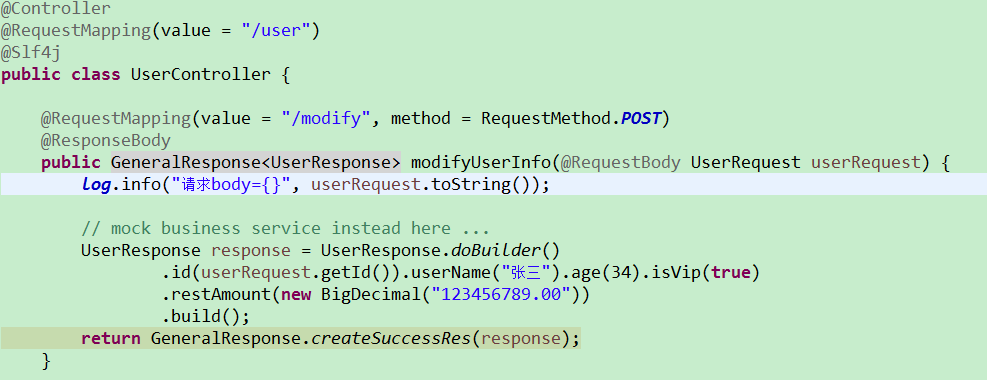 @Controller
@RequestMapping(value = "/user")
@Slf4j
public class UserController {
@RequestMapping(value = "/modify", method = RequestMethod.POST)
@ResponseBody
public GeneralResponse<UserResponse> modifyUserInfo(@RequestBody UserRequest userRequest) {
log.info("请求body={}", userRequest.toString());
// mock business service instead here ...
UserResponse response = UserResponse.doBuilder()
.id(userRequest.getId()).userName("张三").age(34).isVip(true)
.restAmount(new BigDecimal("123456789.00"))
.build();
return GeneralResponse.createSuccessRes(response);
}